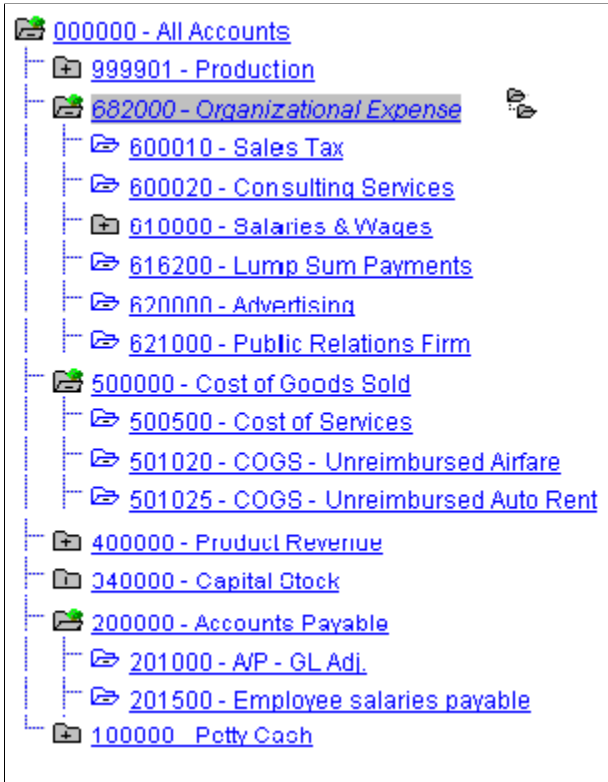 000000 - All Accounts
999901 - Production
682000 - Organizational Expense
600010 - Sales Tax
600020 - Consulting Services
610000 - Salaries & Wages
616200 - Lump Sum Payments
620000 - Advertising
621000 - Public Relations Firm
500000 - Cost of Goods Sold
500500 - Cost of Services
501020 - COGS - Unreimbursed Airfare
501025 - COGS - Unreimbursed Auto Rent
400000 - Product Revenue
340000 - Capital Stock
200000 - Accounts Payable
201000 - A/P - GL Adj.
201500 - Employee salaries payable
100000 - Petty Cash